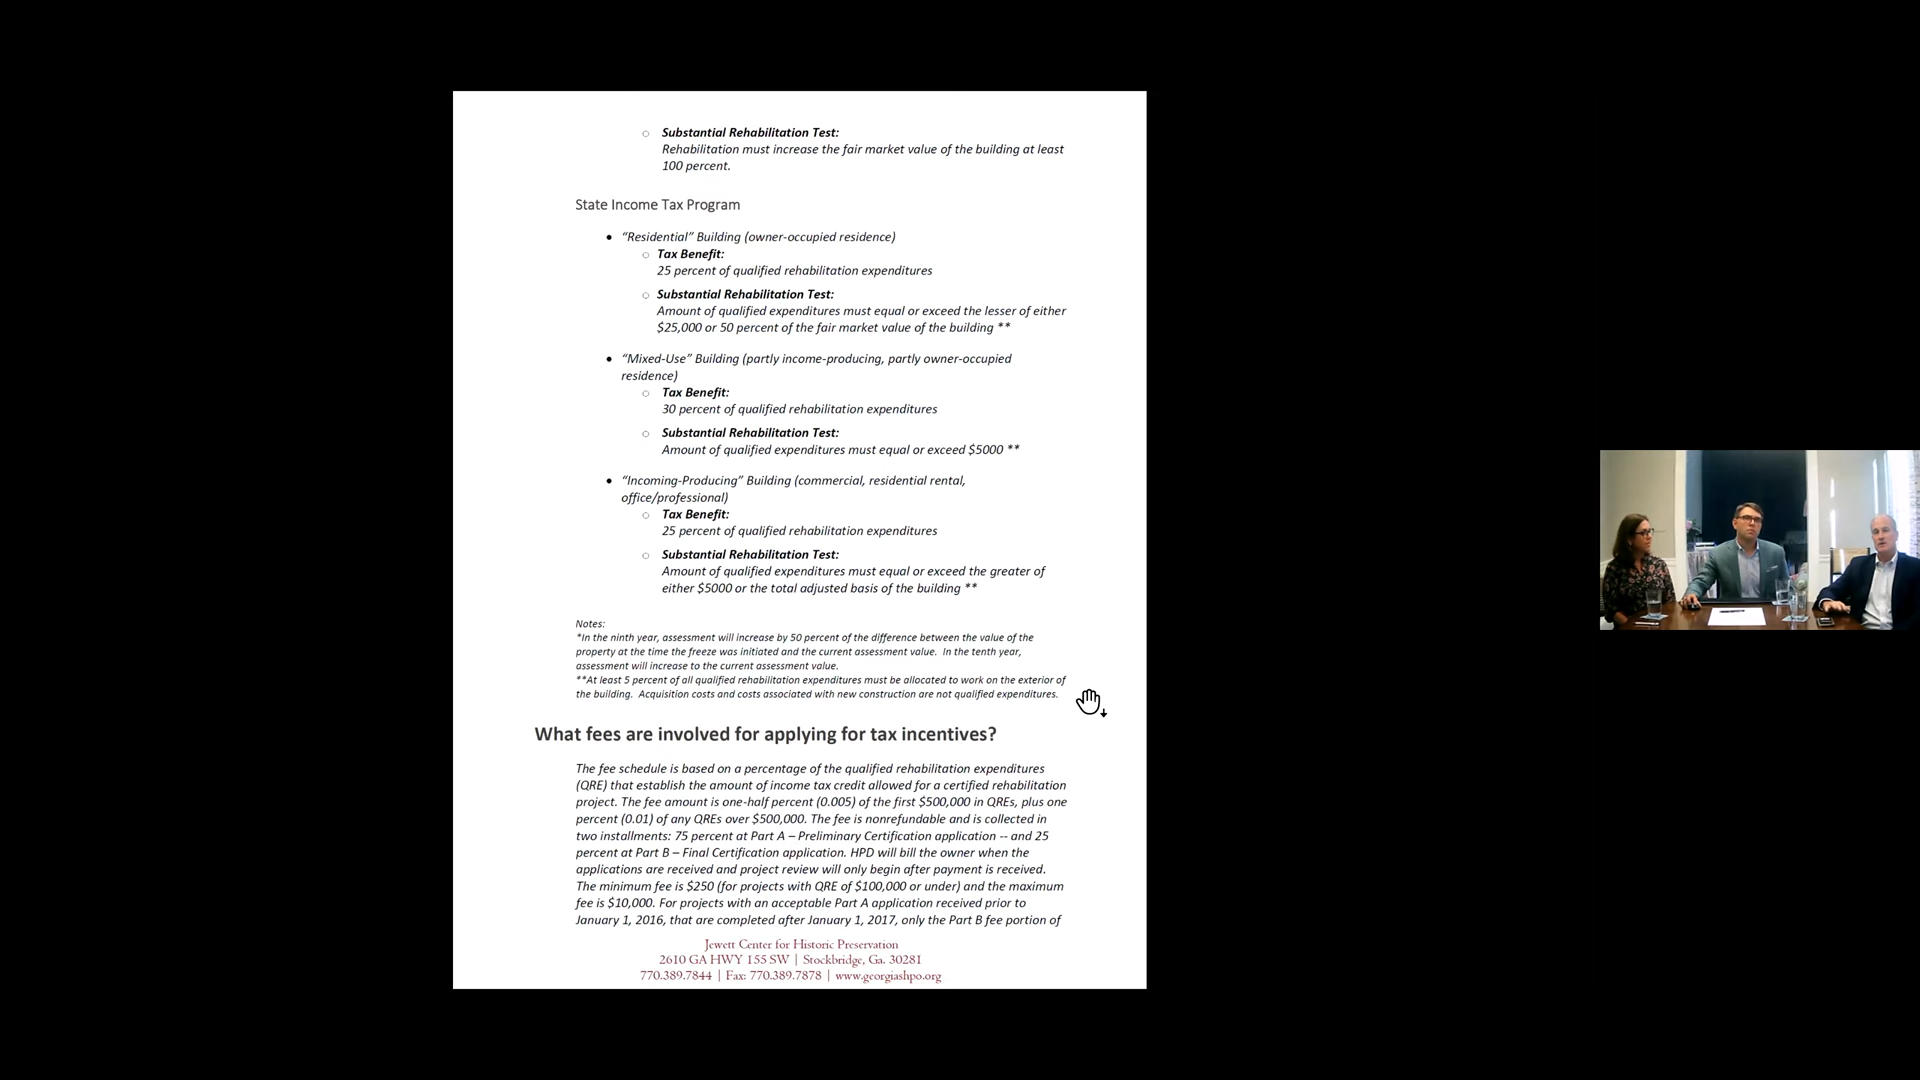 ○ Substantial Rehabilitation Test:
Rehabilitation must increase the fair market value of the building at least
100 percent.
State Income Tax Program
• “Residential” Building (owner-occupied residence)
○ Tax Benefit:
25 percent of qualified rehabilitation expenditures
○ Substantial Rehabilitation Test:
Amount of qualified expenditures must equal or exceed the lesser of either
$25,000 or 50 percent of the fair market value of the building **
• “Mixed-Use” Building (partly income-producing, partly owner-occupied
residence)
○ Tax Benefit:
30 percent of qualified rehabilitation expenditures
○ Substantial Rehabilitation Test:
Amount of qualified expenditures must equal or exceed $5000 **
• “Incoming-Producing” Building (commercial, residential rental,
office/professional)
○ Tax Benefit:
25 percent of qualified rehabilitation expenditures
○ Substantial Rehabilitation Test:
Amount of qualified expenditures must equal or exceed the greater of
either $5000 or the total adjusted basis of the building **
Notes:
*In the ninth year, assessment will increase by 50 percent of the difference between the value of the
property at the time the freeze was initiated and the current assessment value. In the tenth year,
assessment will increase to the current assessment value.
**At least 5 percent of all qualified rehabilitation expenditures must be allocated to work on the exterior of
the building. Acquisition costs and costs associated with new construction are not qualified expenditures.
What fees are involved for applying for tax incentives?
The fee schedule is based on a percentage of the qualified rehabilitation expenditures
(QRE) that establish the amount of income tax credit allowed for a certified rehabilitation
project. The fee amount is one-half percent (0.005) of the first $500,000 in QREs, plus one
percent (0.01) of any QREs over $500,000. The fee is nonrefundable and is collected in
two installments: 75 percent at Part A – Preliminary Certification application -- and 25
percent at Part B – Final Certification application. HPD will bill the owner when the
applications are received and project review will only begin after payment is received.
The minimum fee is $250 (for projects with QRE of $100,000 or under) and the maximum
fee is $10,000. For projects with an acceptable Part A application received prior to
January 1, 2016, that are completed after January 1, 2017, only the Part B fee portion of
Jewett Center for Historic Preservation
2610 GA HWY 155 SW | Stockbridge, Ga. 30281
770.389.7844 | Fax: 770.389.7878 | www.georgiashpo.org